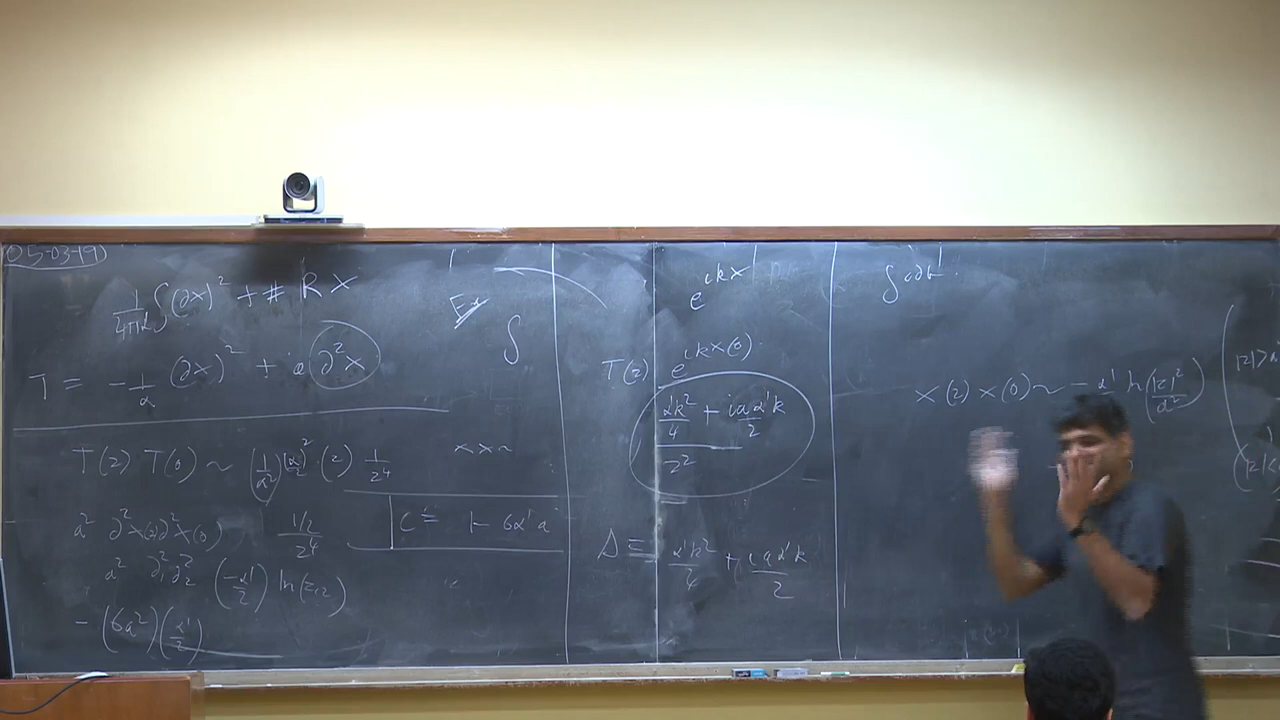 05-03-19
1/4πα' ∫(∂x)² + # R X
T = -1/α' (∂x)² + a ∂²x
T(z) T(0) ~ (1/α'²)(α'/2)² (2) 1/z⁴
a² ∂²x(z)∂²x(0)
1/2/z⁴
a² ∂₁²∂₂² (-α'/2) ln(z₁₂)
- (6a²)(α'/2)
Ex
∫
xx~
C = 1- 6α'a²
e^{ikx}
T(z) e^{ikx(0)}
α'k²/4 + iaα'k/2
z²
Δ = α'k²/4 + iaα'k/2
x(z) x(0) ~ -α'/2 ln(|z|²/a²)